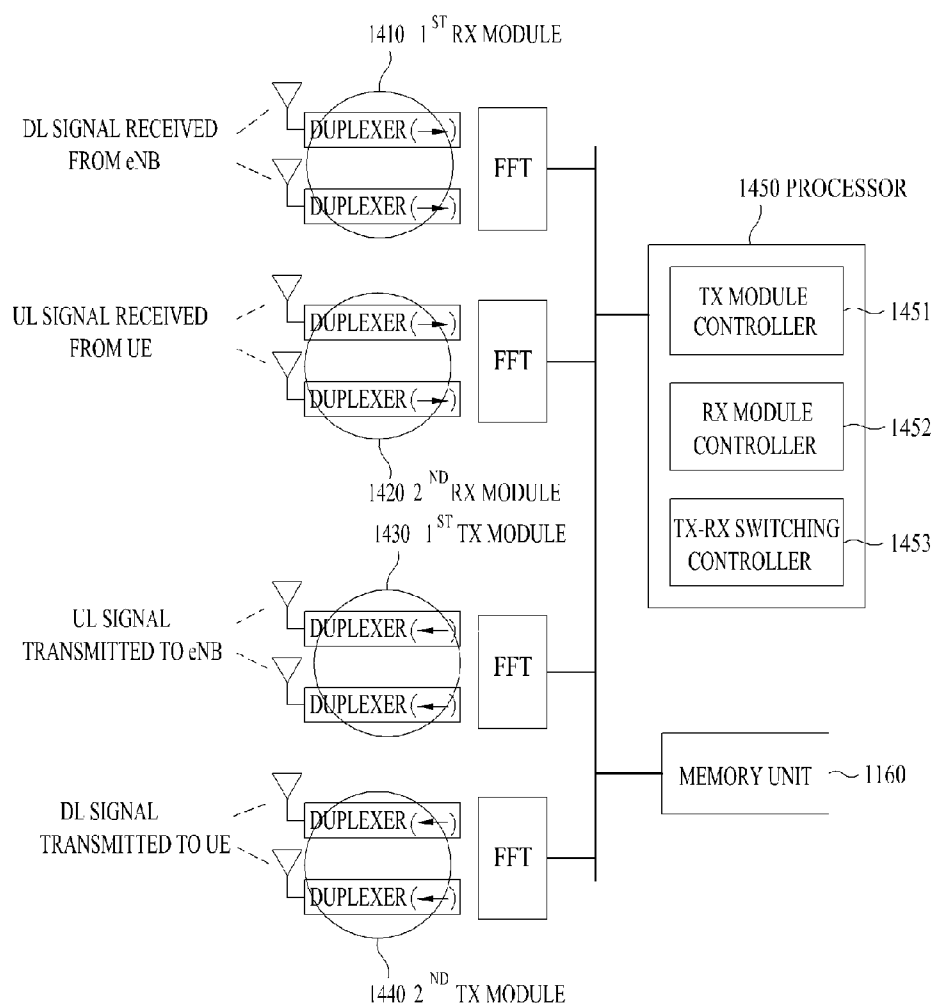 1410 1ST RX MODULE
DL SIGNAL RECEIVED
FROM eNB
DUPLEXER(→)
DUPLEXER(→)
FFT
1450 PROCESSOR
TX MODULE
CONTROLLER
1451
RX MODULE
CONTROLLER
1452
TX-RX SWITCHING
CONTROLLER
1453
UL SIGNAL RECEIVED
FROM UE
DUPLEXER(→)
DUPLEXER(→)
FFT
1420 2ND RX MODULE
1430 1ST TX MODULE
UL SIGNAL
TRANSMITTED TO eNB
DUPLEXER(←)
DUPLEXER(←)
FFT
MEMORY UNIT
1160
DL SIGNAL
TRANSMITTED TO UE
DUPLEXER(←)
DUPLEXER(←)
FFT
1440 2ND TX MODULE